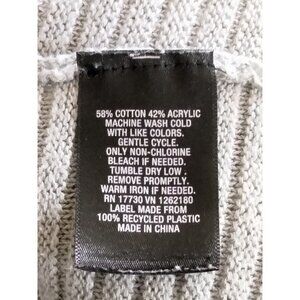 58% COTTON 42% ACRYLIC
MACHINE WASH COLD
WITH LIKE COLORS.
GENTLE CYCLE.
ONLY NON-CHLORINE
BLEACH IF NEEDED.
TUMBLE DRY LOW .
REMOVE PROMPTLY.
WARM IRON IF NEEDED.
RN 17730 VN 1262180
LABEL MADE FROM
100% RECYCLED PLASTIC
MADE IN CHINA